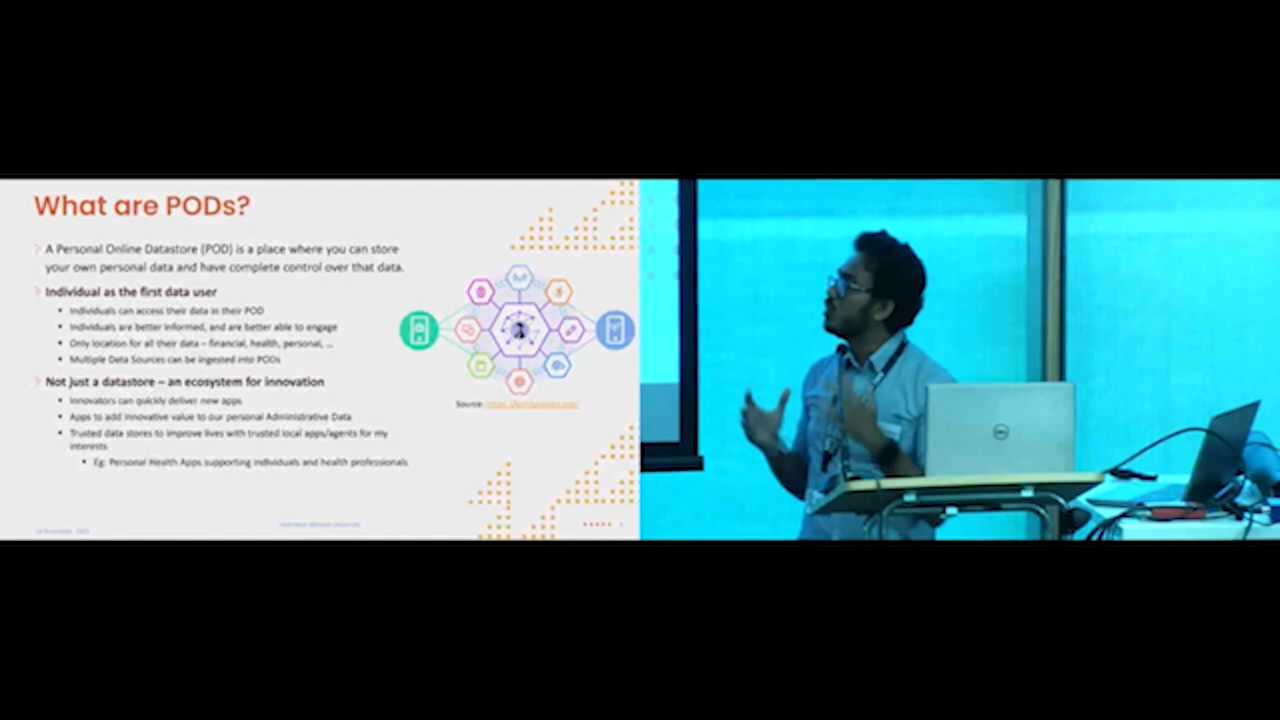 What are PODs?
A Personal Online Datastore (POD) is a place where you can store
your own personal data and have complete control over that data.
Individual as the first data user
Individuals can access their data in their POD
Individuals are better informed, and are better able to engage
Only location for all their data – financial, health, personal, ...
Multiple Data Sources can be ingested into PODs
Source:
Not just a datastore – an ecosystem for innovation
Innovators can quickly deliver new apps
Apps to add innovative value to our personal Administrative Data
Trusted data stores to improve lives with trusted local apps/agents for my
interests
Eg: Personal Health Apps supporting individuals and health professionals
DELL